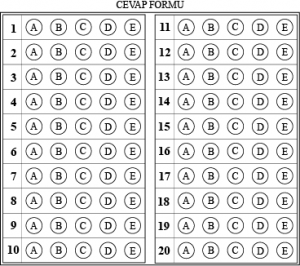 CEVAP FORMU
1 A B C D E
2 A B C D E
3 A B C D E
4 A B C D E
5 A B C D E
6 A B C D E
7 A B C D E
8 A B C D E
9 A B C D E
10 A B C D E
11 A B C D E
12 A B C D E
13 A B C D E
14 A B C D E
15 A B C D E
16 A B C D E
17 A B C D E
18 A B C D E
19 A B C D E
20 A B C D E